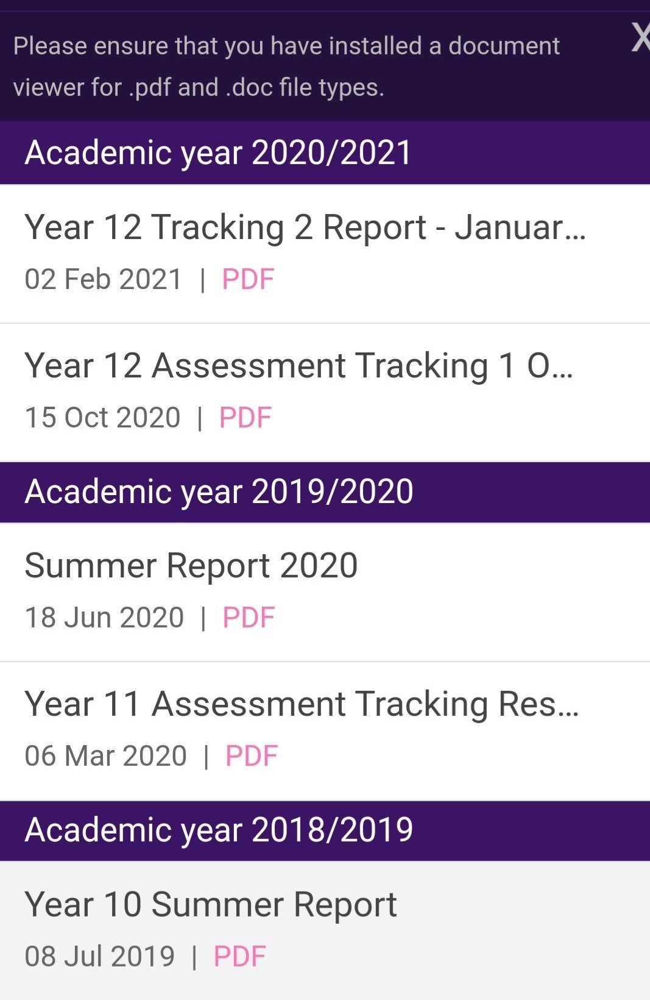 Please ensure that you have installed a document
viewer for .pdf and .doc file types.
X
Academic year 2020/2021
Year 12 Tracking 2 Report - Januar...
02 Feb 2021 | PDF
Year 12 Assessment Tracking 1 O...
15 Oct 2020 | PDF
Academic year 2019/2020
Summer Report 2020
18 Jun 2020 | PDF
Year 11 Assessment Tracking Res...
06 Mar 2020 | PDF
Academic year 2018/2019
Year 10 Summer Report
08 Jul 2019 | PDF